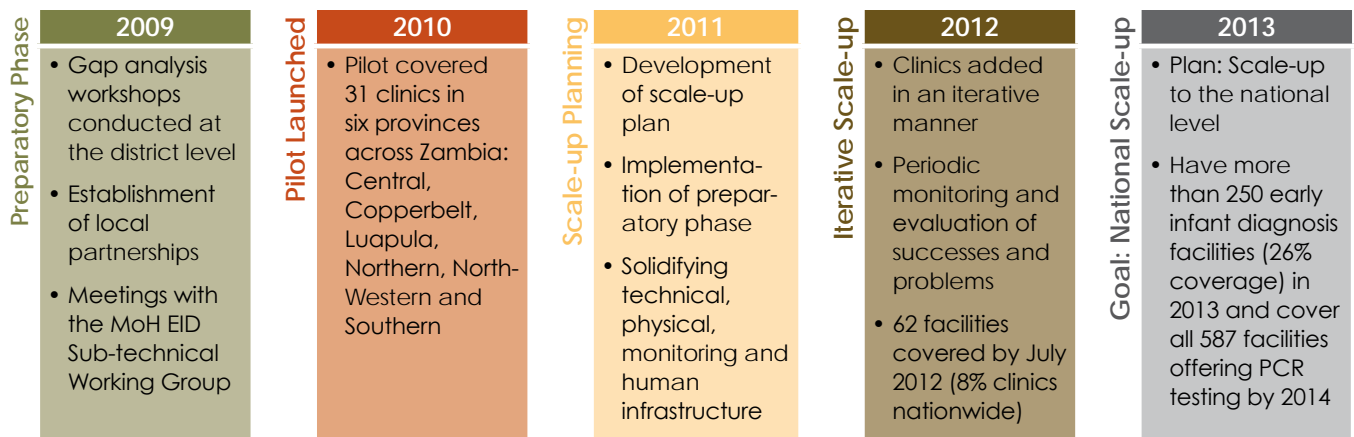 Preparatory Phase
2009
• Gap analysis
workshops
conducted at
the district level
• Establishment
of local
partnerships
• Meetings with
the MoH EID
Sub-technical
Working Group
Pilot Launched
2010
• Pilot covered
31 clinics in
six provinces
across Zambia:
Central,
Copperbelt,
Luapula,
Northern, North-
Western and
Southern
Scale-up Planning
2011
• Development
of scale-up
plan
• Implementa-
tion of prepar-
atory phase
• Solidifying
technical,
physical,
monitoring and
human
infrastructure
Iterative Scale-up
2012
• Clinics added
in an iterative
manner
• Periodic
monitoring and
evaluation of
successes and
problems
• 62 facilities
covered by July
2012 (8% clinics
nationwide)
Goal: National Scale-up
2013
• Plan: Scale-up
to the national
level
• Have more
than 250 early
infant diagnosis
facilities (26%
coverage) in
2013 and cover
all 587 facilities
offering PCR
testing by 2014